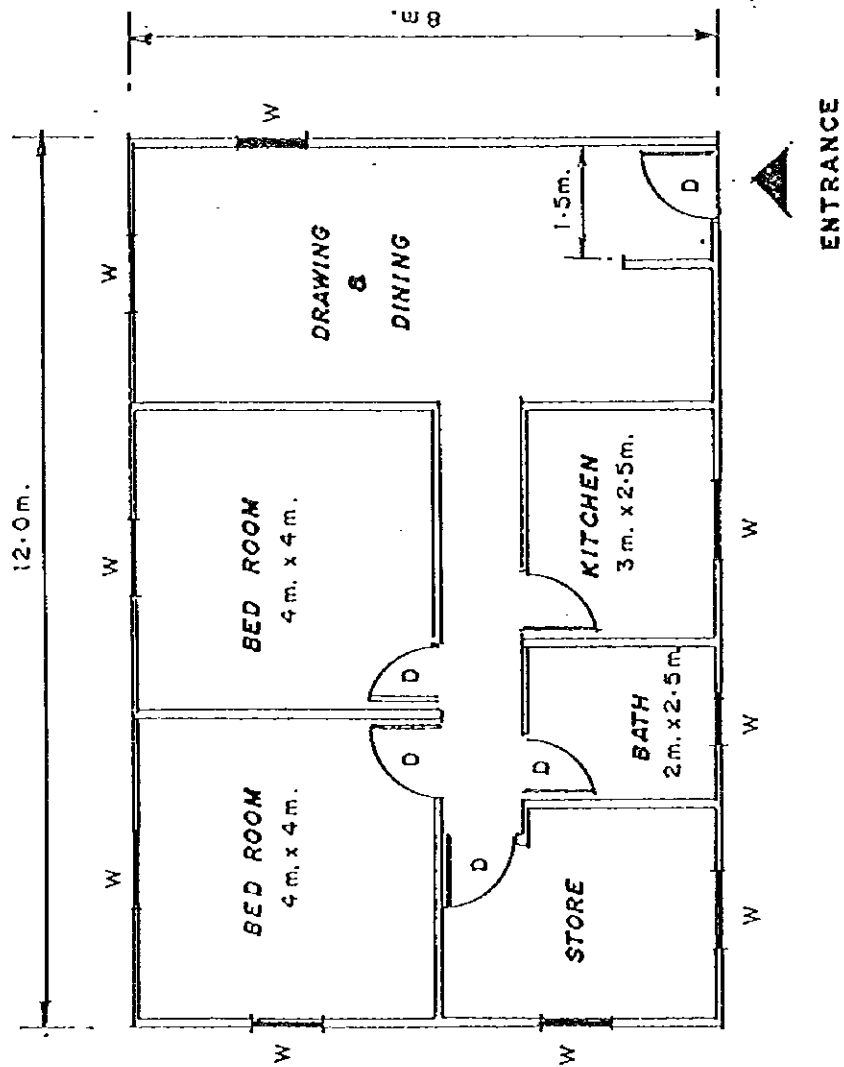 12.0m.
8m.
W
W
W
W
W
W
BED ROOM
4m. x 4m.
BED ROOM
4m. x 4m.
DRAWING
&
DINING
D
D
D
D
STORE
BATH
2m. x 2.5m
KITCHEN
3m. x 2.5m.
1.5m.
D
W
W
W
ENTRANCE